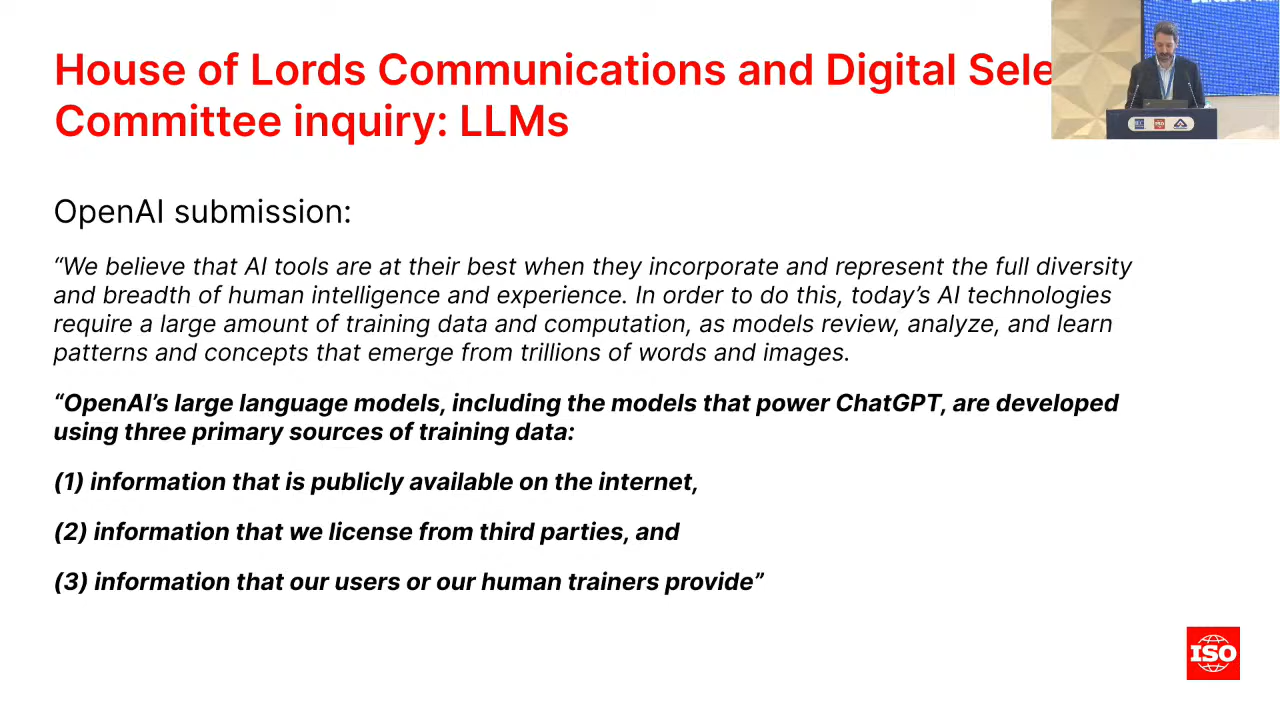 House of Lords Communications and Digital Sele
Committee inquiry: LLMs
OpenAI submission:
“We believe that AI tools are at their best when they incorporate and represent the full diversity
and breadth of human intelligence and experience. In order to do this, today’s AI technologies
require a large amount of training data and computation, as models review, analyze, and learn
patterns and concepts that emerge from trillions of words and images.
“OpenAI’s large language models, including the models that power ChatGPT, are developed
using three primary sources of training data:
(1) information that is publicly available on the internet,
(2) information that we license from third parties, and
(3) information that our users or our human trainers provide”
ISO